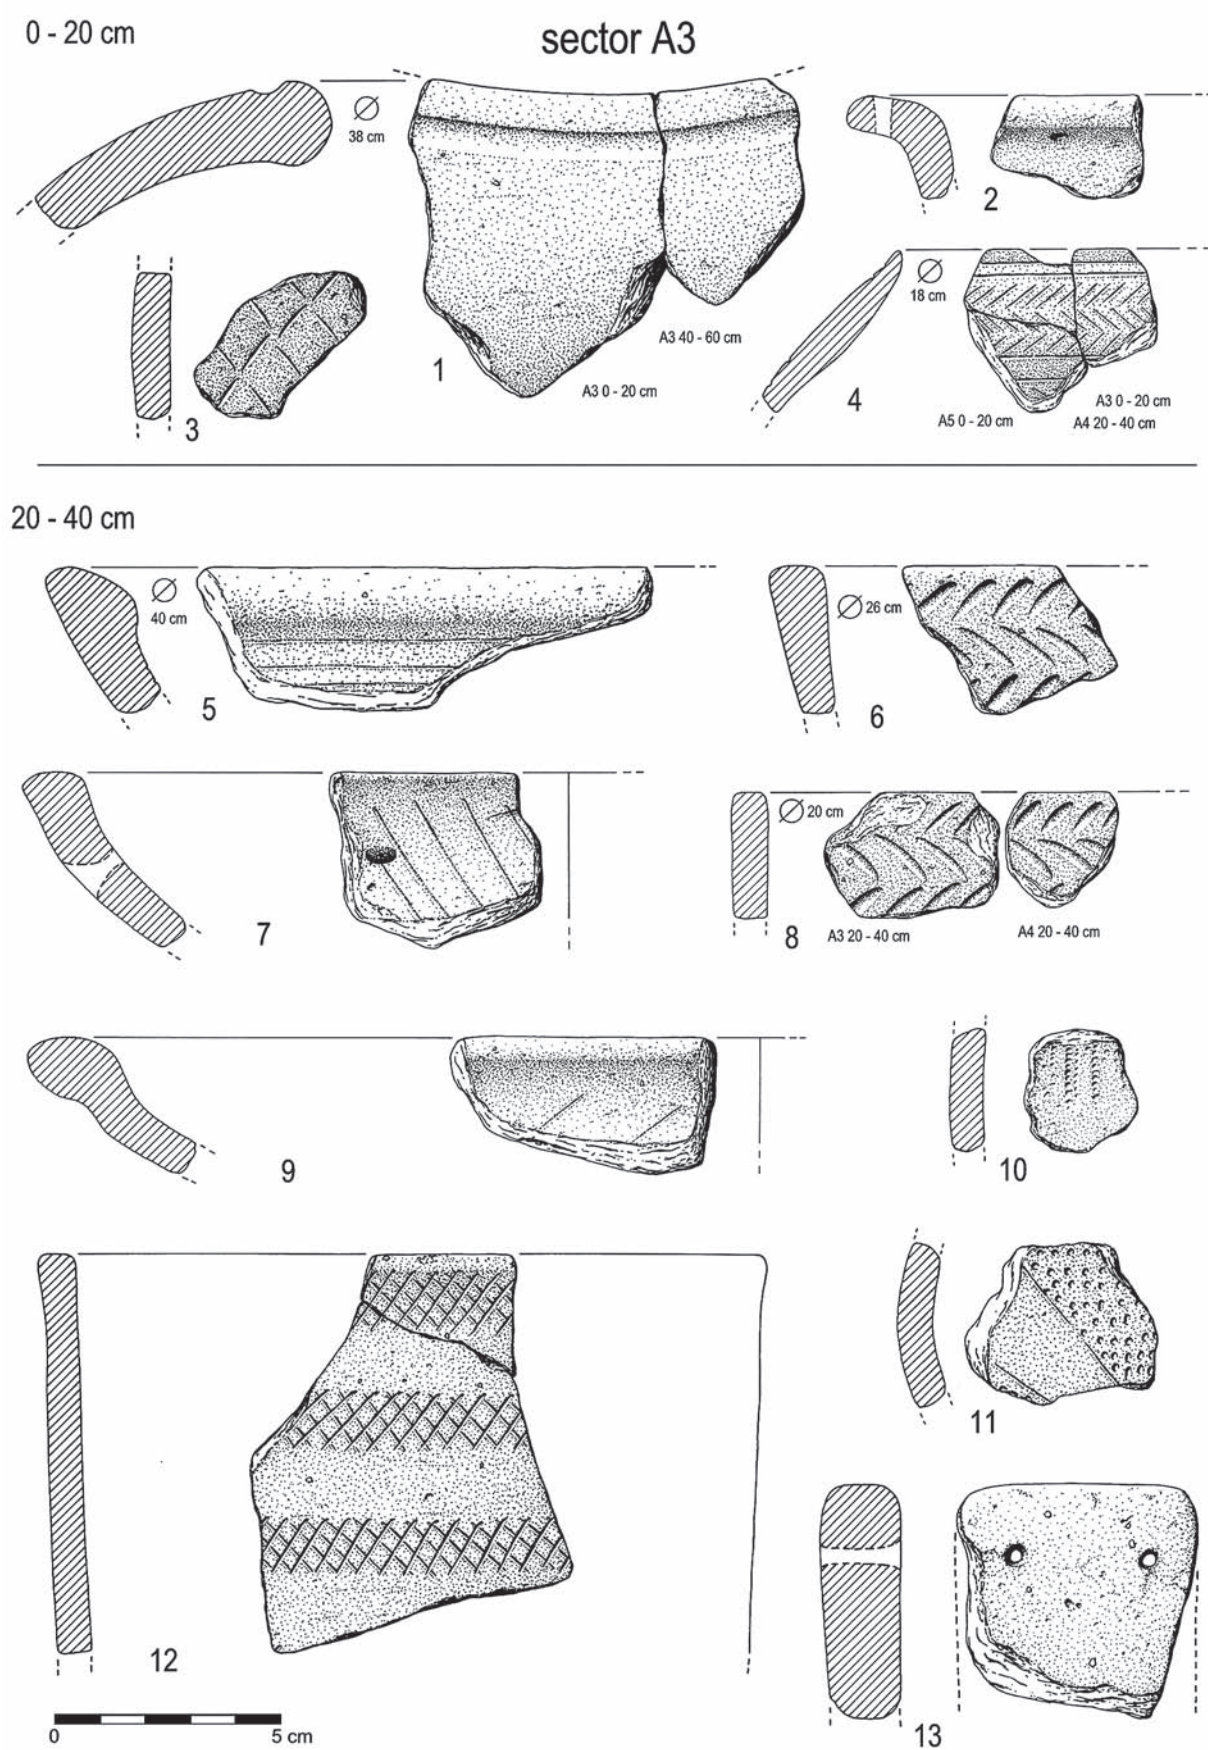 0 - 20 cm
sector A3
38 cm
1
A3 40 - 60 cm
A3 0 - 20 cm
2
3
18 cm
4
A5 0 - 20 cm
A3 0 - 20 cm
A4 20 - 40 cm
20 - 40 cm
40 cm
5
26 cm
6
7
20 cm
8
A3 20 - 40 cm
A4 20 - 40 cm
9
10
11
12
13
0
5 cm